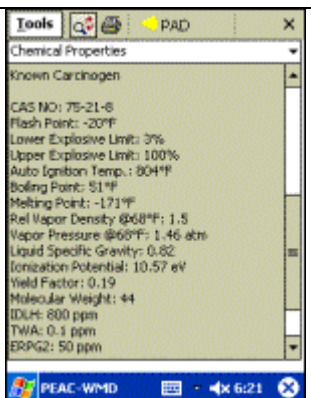 Tools PAD
Chemical Properties
Known Carcinogen
CAS NO: 75-21-8
Flash Point: -20°F
Lower Explosive Limit: 3%
Upper Explosive Limit: 100%
Auto Ignition Temp.: 804°F
Boiling Point: 51°F
Melting Point: -171°F
Rel Vapor Density @68°F: 1.5
Vapor Pressure @68°F: 1.46 atm
Liquid Specific Gravity: 0.82
Ionization Potential: 10.57 eV
Yield Factor: 0.19
Molecular Weight: 44
IDLH: 800 ppm
TWA: 0.1 ppm
ERPG2: 50 ppm
PEAC-WMD 6:21